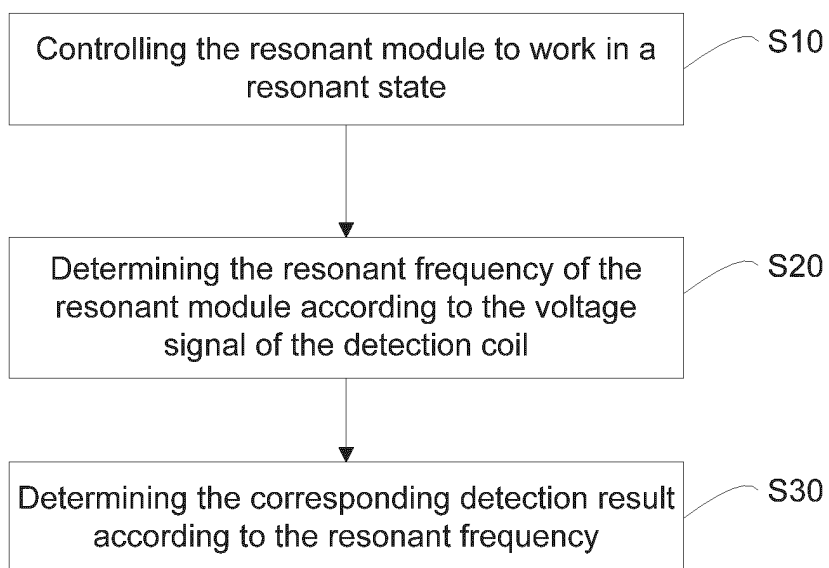 Controlling the resonant module to work in a
resonant state
S10
Determining the resonant frequency of the
resonant module according to the voltage
signal of the detection coil
S20
Determining the corresponding detection result
according to the resonant frequency
S30